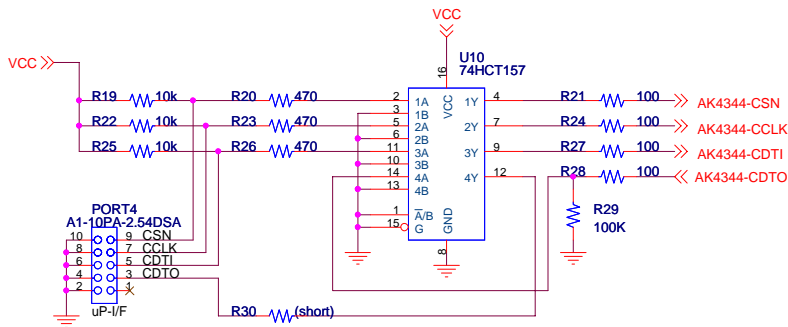 VCC
VCC
U10
74HCT157
16
R19 10k R20 470 2 1A VCC 1Y 4 R21 100 AK4344-CSN
3 1B
R22 10k R23 470 5 2A 2Y 7 R24 100 AK4344-CCLK
6 2B
R25 10k R26 470 11 3A 3Y 9 R27 100 AK4344-CDTI
10 3B
14 4A 4Y 12 R28 100 AK4344-CDTO
13 4B
R29
100K
1 A/B
15 G GND
8
PORT4
A1-10PA-2.54DSA
10 9 CSN
8 7 CCLK
6 5 CDTI
4 3 CDTO
2 1
uP-I/F
R30 (short)